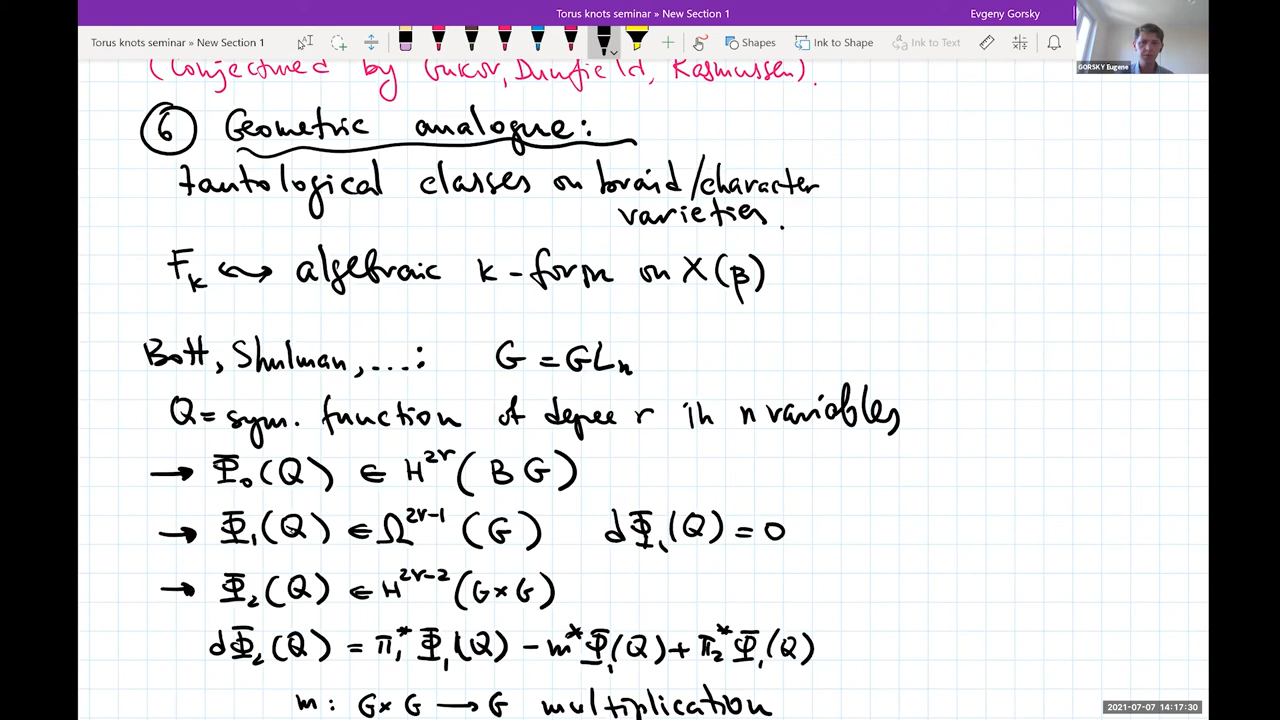 Torus knots seminar » New Section 1
Evgeny Gorsky
Torus knots seminar » New Section 1
Shapes
Ink to Shape
Ink to Text
(Conjectured by Gukov, Dunfield, Rasmussen).
GORSKY Eugene
⑥ Geometric analogue:
Tautological classes on braid/character
varieties.
F_k ↔ algebraic k-form on X(β)
Bott, Shulman, ...: G = GL_n
Q = sym. function of degree r in n variables
→ Φ_0(Q) ∈ H^{2r}(BG)
→ Φ_1(Q) ∈ Ω^{2r-1}(G) dΦ_1(Q) = 0
→ Φ_2(Q) ∈ H^{2r-2}(G×G)
dΦ_2(Q) = π_1^* Φ_1(Q) - m^* Φ_1(Q) + π_2^* Φ_1(Q)
m: G×G → G multiplication
2021-07-07 14:17:30